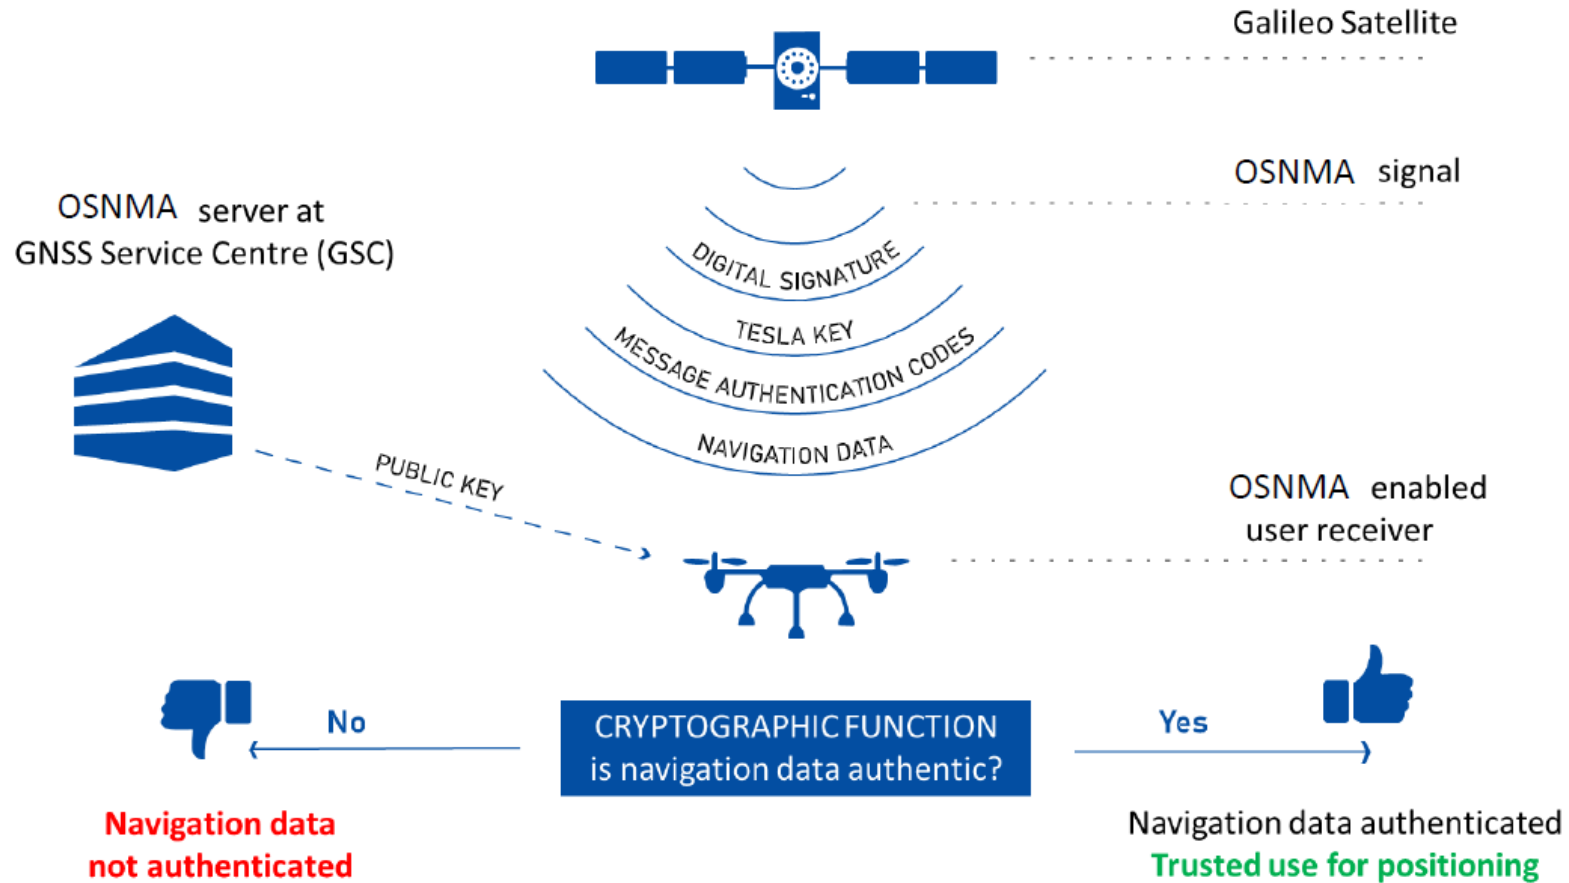 Galileo Satellite
OSNMA signal
OSNMA server at
GNSS Service Centre (GSC)
DIGITAL SIGNATURE
TESLA KEY
MESSAGE AUTHENTICATION CODES
NAVIGATION DATA
PUBLIC KEY
OSNMA enabled
user receiver
No
CRYPTOGRAPHIC FUNCTION
is navigation data authentic?
Yes
Navigation data
not authenticated
Navigation data authenticated
Trusted use for positioning